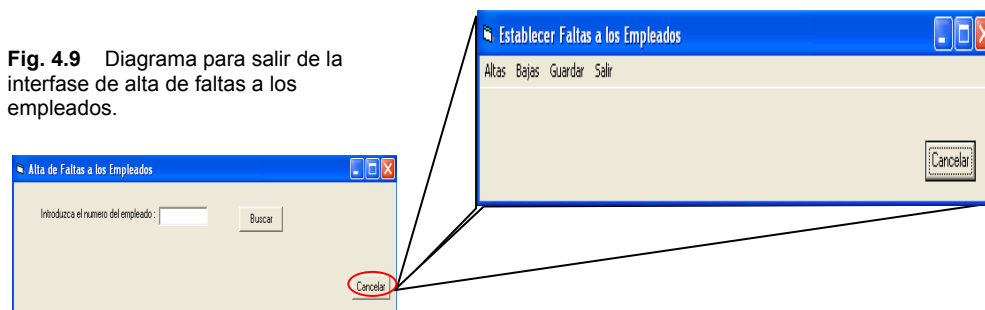 Fig. 4.9 Diagrama para salir de la
interfase de alta de faltas a los
empleados.
Establecer Faltas a los Empleados
Altas Bajas Guardar Salir
Cancelar
Alta de Faltas a los Empleados
Introduzca el numero del empleado : Buscar
Cancelar